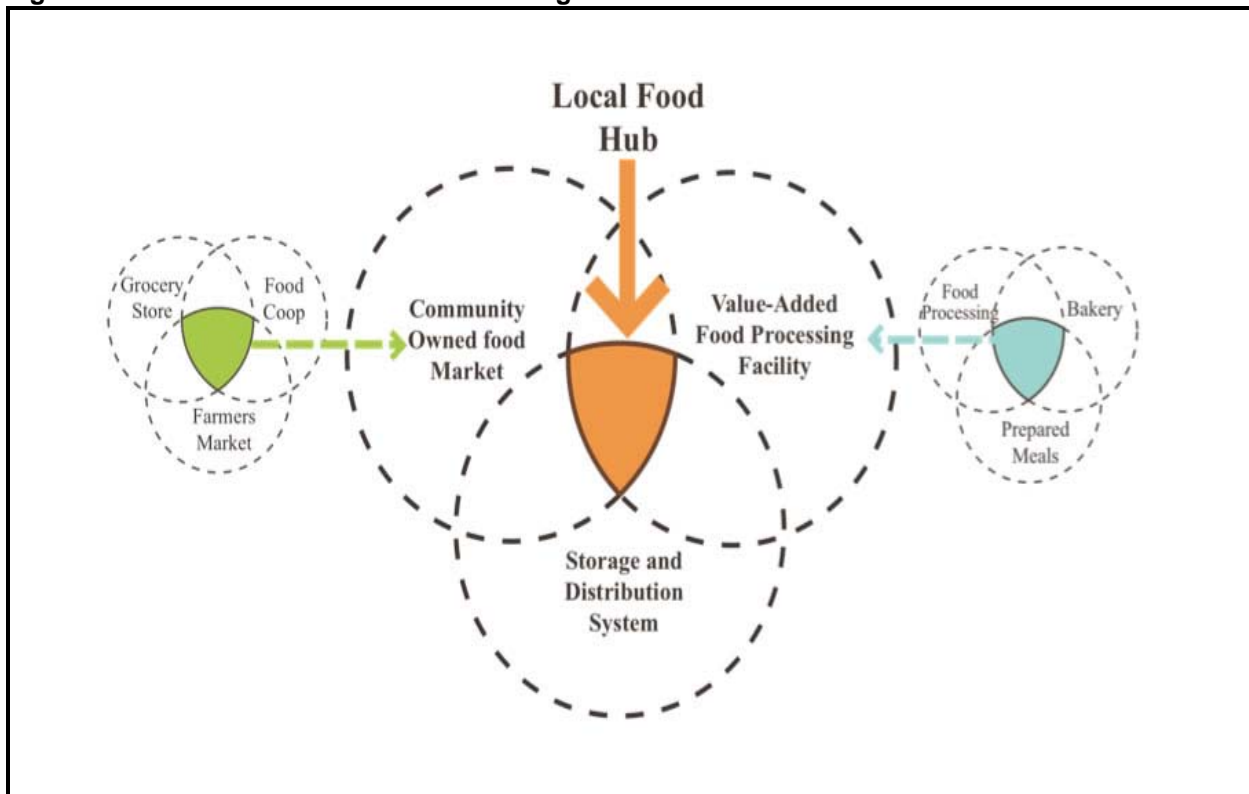 Local Food
Hub
Grocery
Store
Food
Coop
Farmers
Market
Community
Owned food
Market
Value-Added
Food Processing
Facility
Food
Processing
Bakery
Prepared
Meals
Storage and
Distribution
System